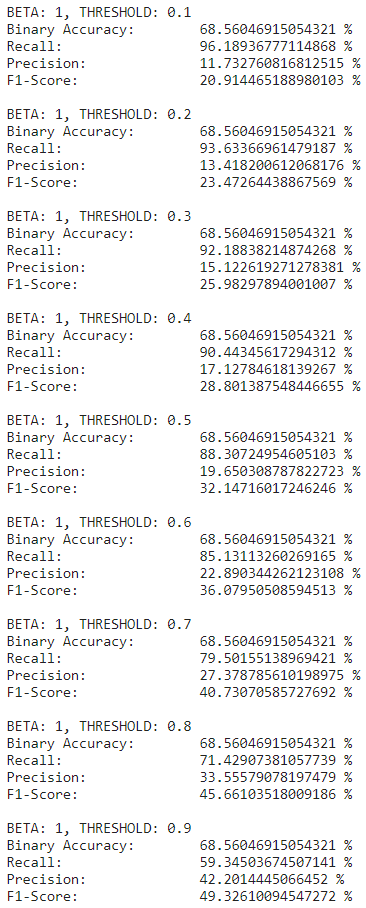 BETA: 1, THRESHOLD: 0.1
Binary Accuracy: 68.56046915054321 %
Recall: 96.18936777114868 %
Precision: 11.732760816812515 %
F1-Score: 20.914465188980103 %
BETA: 1, THRESHOLD: 0.2
Binary Accuracy: 68.56046915054321 %
Recall: 93.63366961479187 %
Precision: 13.418200612068176 %
F1-Score: 23.47264438867569 %
BETA: 1, THRESHOLD: 0.3
Binary Accuracy: 68.56046915054321 %
Recall: 92.18838214874268 %
Precision: 15.122619271278381 %
F1-Score: 25.98297894001007 %
BETA: 1, THRESHOLD: 0.4
Binary Accuracy: 68.56046915054321 %
Recall: 90.44345617294312 %
Precision: 17.12784618139267 %
F1-Score: 28.801387548446655 %
BETA: 1, THRESHOLD: 0.5
Binary Accuracy: 68.56046915054321 %
Recall: 88.30724954605103 %
Precision: 19.650308787822723 %
F1-Score: 32.14716017246246 %
BETA: 1, THRESHOLD: 0.6
Binary Accuracy: 68.56046915054321 %
Recall: 85.13113260269165 %
Precision: 22.890344262123108 %
F1-Score: 36.07950508594513 %
BETA: 1, THRESHOLD: 0.7
Binary Accuracy: 68.56046915054321 %
Recall: 79.50155138969421 %
Precision: 27.378785610198975 %
F1-Score: 40.73070585727692 %
BETA: 1, THRESHOLD: 0.8
Binary Accuracy: 68.56046915054321 %
Recall: 71.42907381057739 %
Precision: 33.55579078197479 %
F1-Score: 45.66103518009186 %
BETA: 1, THRESHOLD: 0.9
Binary Accuracy: 68.56046915054321 %
Recall: 59.34503674507141 %
Precision: 42.2014445066452 %
F1-Score: 49.32610094547272 %